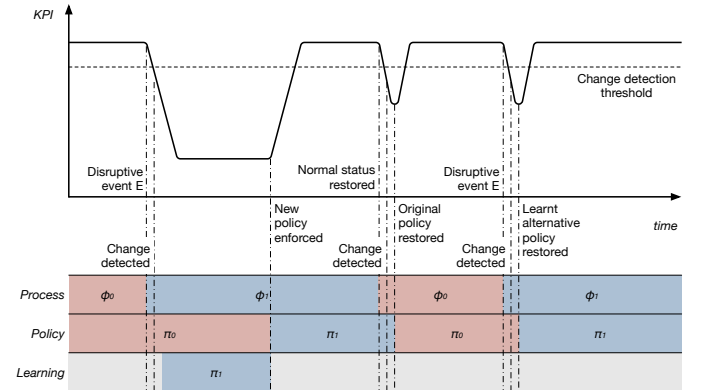 KPI
Change detection
threshold
Disruptive
event E
Normal status
restored
Disruptive
event E
New
policy
enforced
Original
policy
restored
Learnt
alternative
policy
restored
time
Change
detected
Change
detected
Change
detected
Process
ϕ₀
ϕ₁
ϕ₀
ϕ₁
Policy
π₀
π₁
π₀
π₁
Learning
π₁